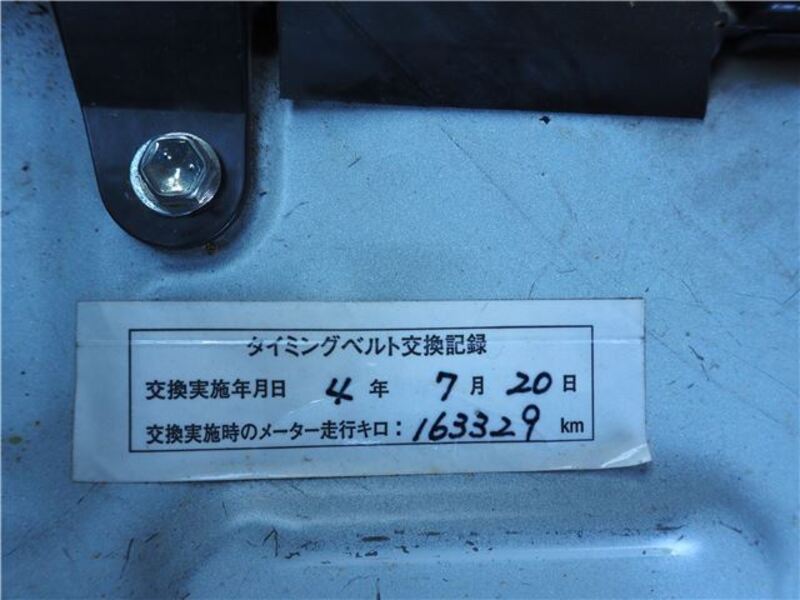 タイミングベルト交換記録
交換実施年月日 4 年 7 月 20 日
交換実施時のメーター走行キロ：163329 km